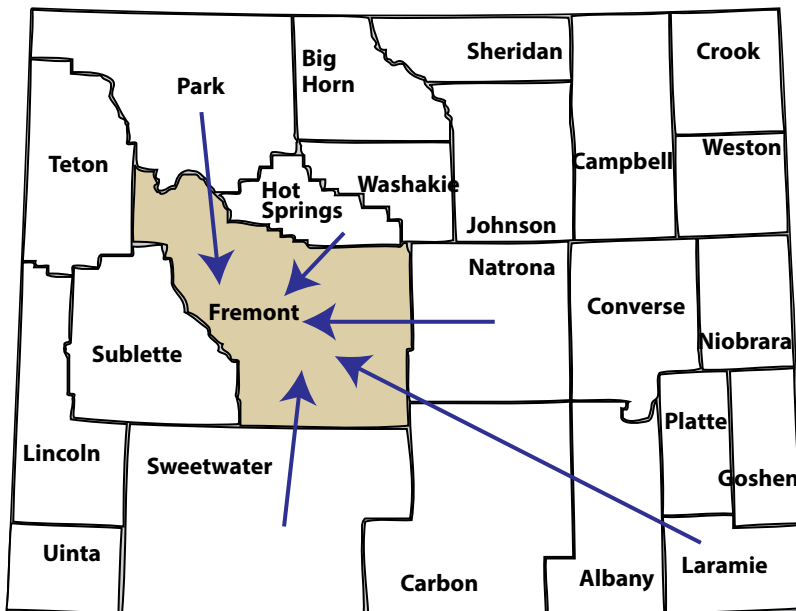 Sheridan
Crook
Big
Horn
Park
Teton
Campbell
Weston
Washakie
Hot
Springs
Johnson
Natrona
Fremont
Converse
Niobrara
Sublette
Platte
Lincoln
Sweetwater
Goshen
Uinta
Carbon
Albany
Laramie